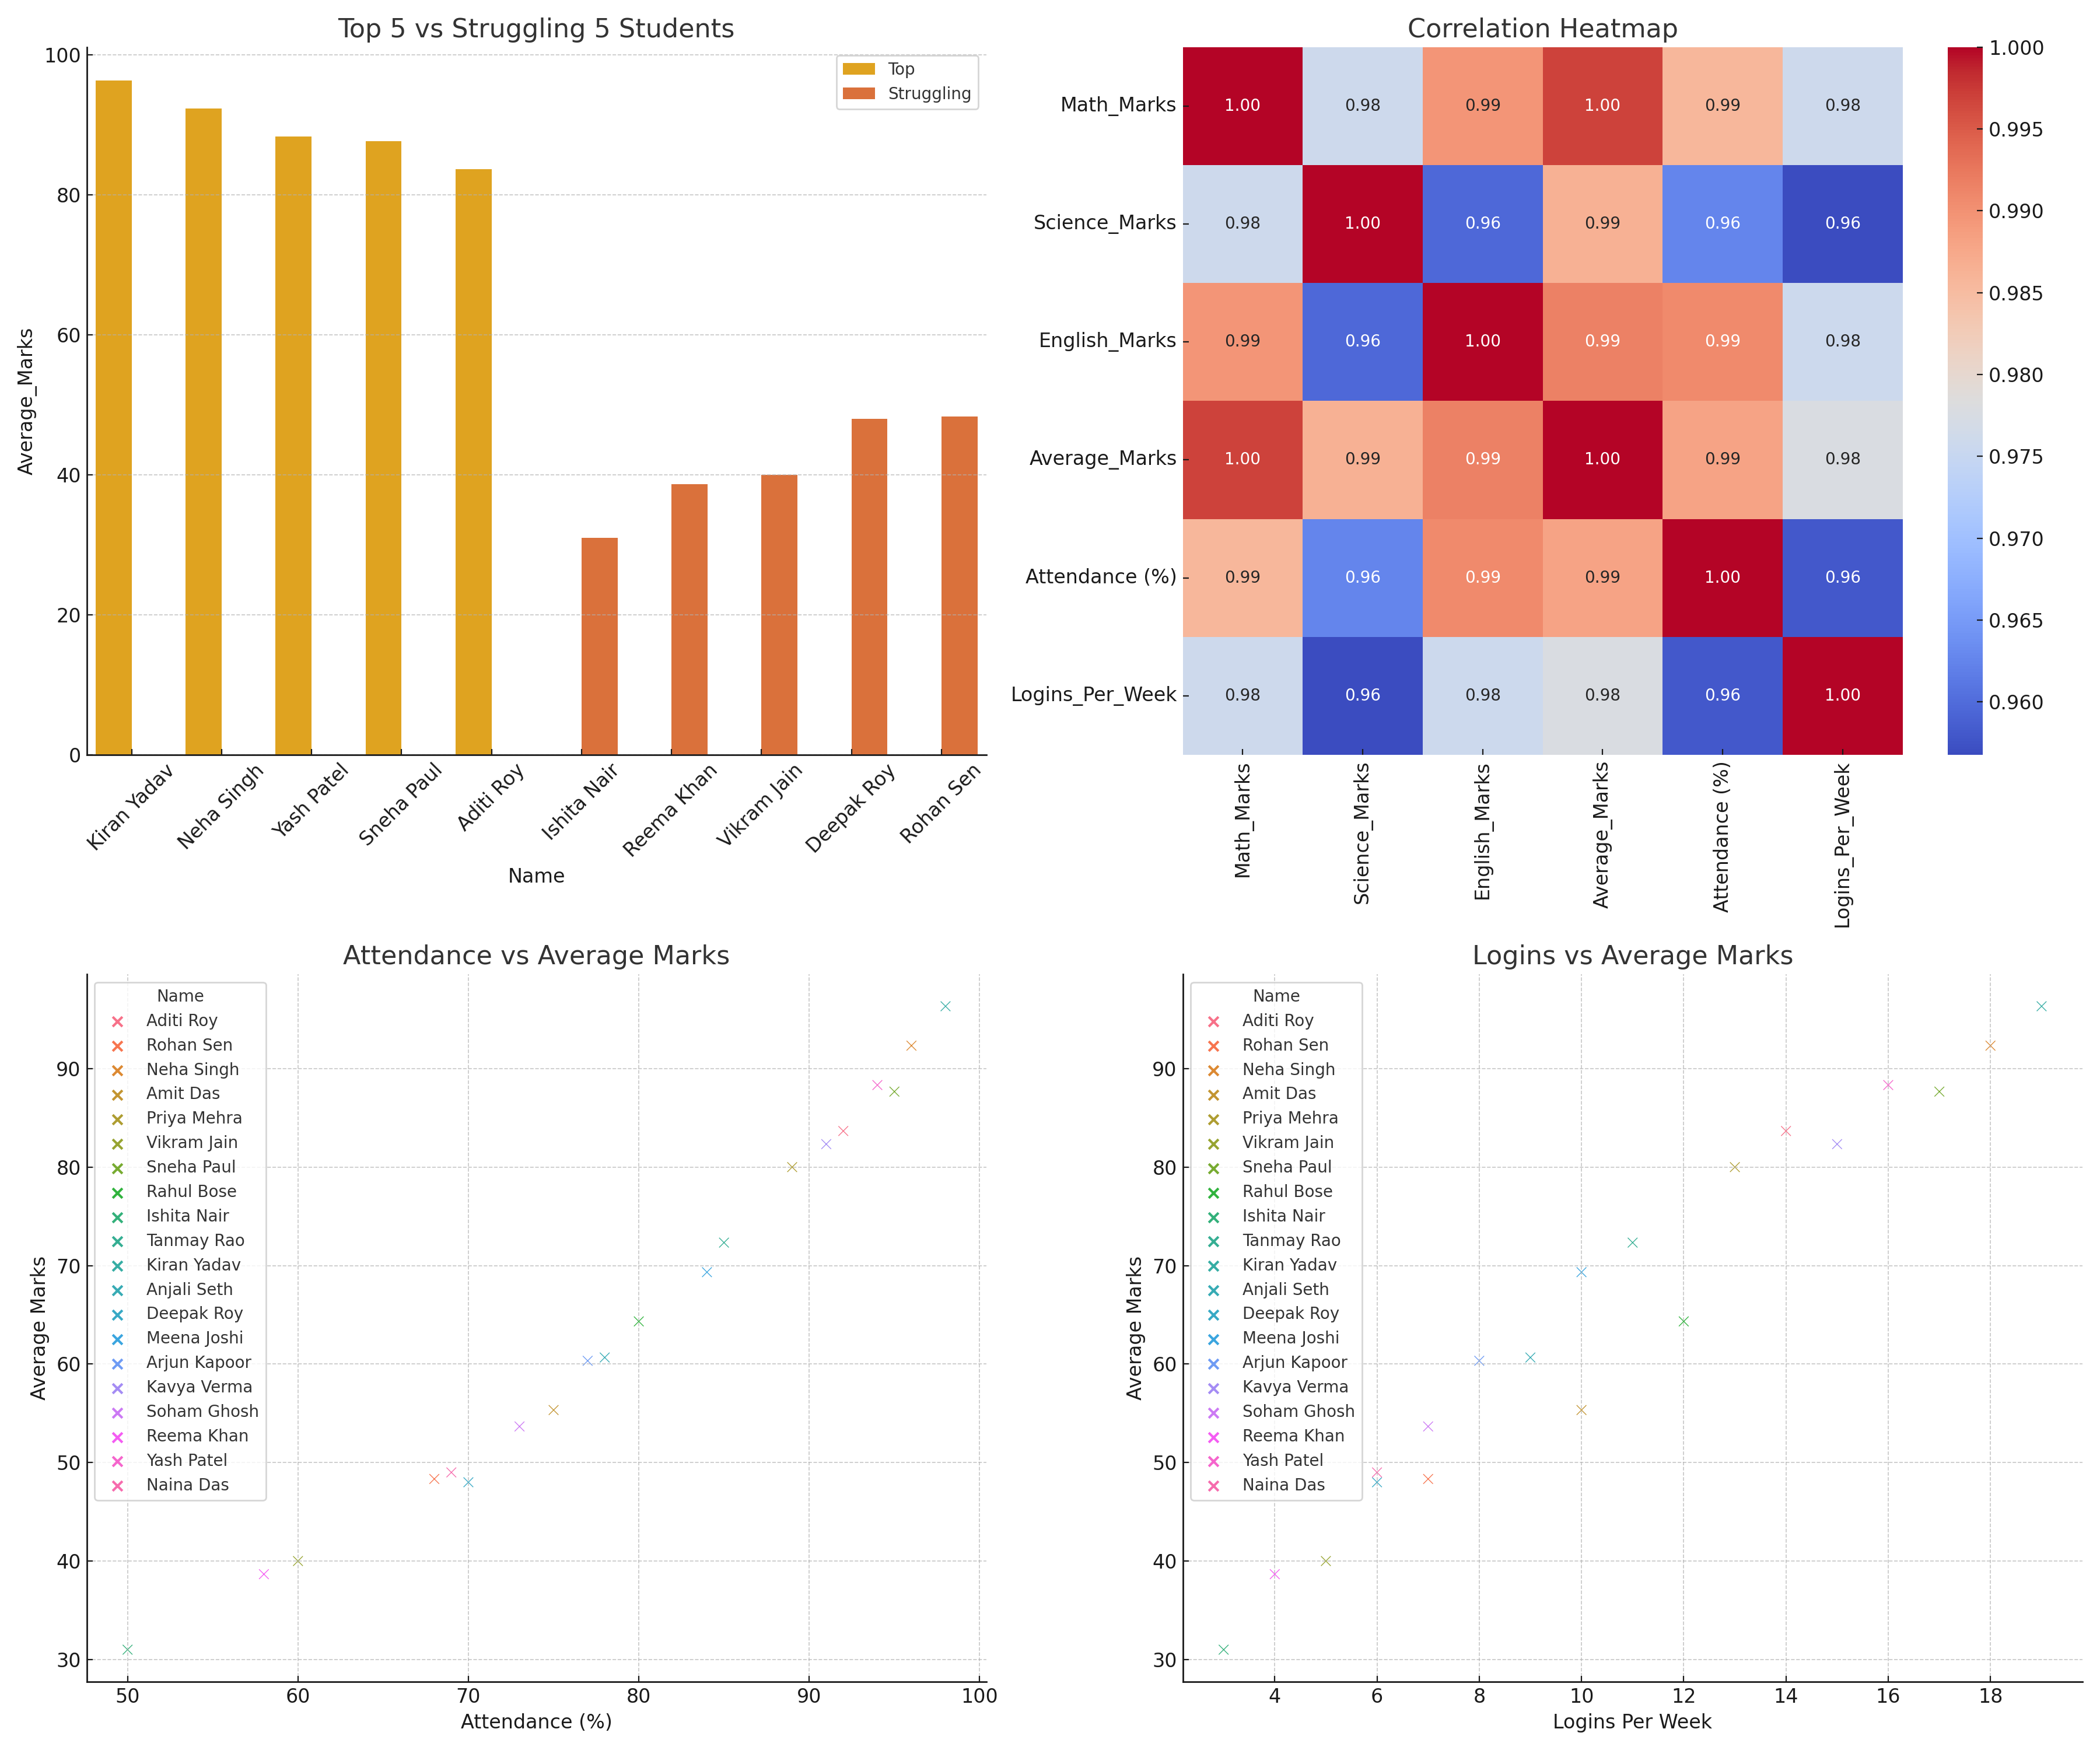 Top 5 vs Struggling 5 Students
Top
Struggling
Average_Marks
100
80
60
40
20
0
Kiran Yadav
Neha Singh
Yash Patel
Sneha Paul
Aditi Roy
Ishita Nair
Reema Khan
Vikram Jain
Deepak Roy
Rohan Sen
Name
Correlation Heatmap
Math_Marks 1.00 0.98 0.99 1.00 0.99 0.98
Science_Marks 0.98 1.00 0.96 0.99 0.96 0.96
English_Marks 0.99 0.96 1.00 0.99 0.99 0.98
Average_Marks 1.00 0.99 0.99 1.00 0.99 0.98
Attendance (%) 0.99 0.96 0.99 0.99 1.00 0.96
Logins_Per_Week 0.98 0.96 0.98 0.98 0.96 1.00
Math_Marks
Science_Marks
English_Marks
Average_Marks
Attendance (%)
Logins_Per_Week
1.000
0.995
0.990
0.985
0.980
0.975
0.970
0.965
0.960
Attendance vs Average Marks
Name
Aditi Roy
Rohan Sen
Neha Singh
Amit Das
Priya Mehra
Vikram Jain
Sneha Paul
Rahul Bose
Ishita Nair
Tanmay Rao
Kiran Yadav
Anjali Seth
Deepak Roy
Meena Joshi
Arjun Kapoor
Kavya Verma
Soham Ghosh
Reema Khan
Yash Patel
Naina Das
Average Marks
90
80
70
60
50
40
30
50 60 70 80 90 100
Attendance (%)
Logins vs Average Marks
Name
Aditi Roy
Rohan Sen
Neha Singh
Amit Das
Priya Mehra
Vikram Jain
Sneha Paul
Rahul Bose
Ishita Nair
Tanmay Rao
Kiran Yadav
Anjali Seth
Deepak Roy
Meena Joshi
Arjun Kapoor
Kavya Verma
Soham Ghosh
Reema Khan
Yash Patel
Naina Das
Average Marks
90
80
70
60
50
40
30
4 6 8 10 12 14 16 18
Logins Per Week